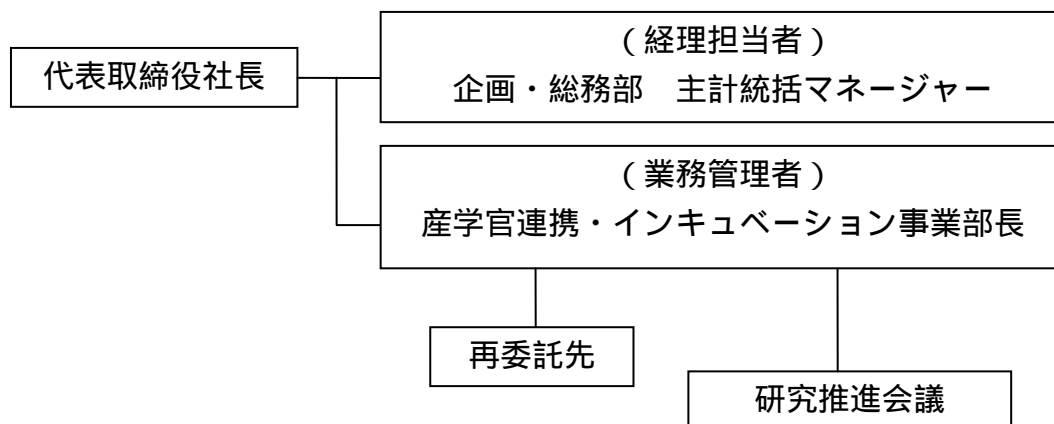 代表取締役社長
（経理担当者）
企画・総務部　主計統括マネージャー
（業務管理者）
産学官連携・インキュベーション事業部長
再委託先
研究推進会議